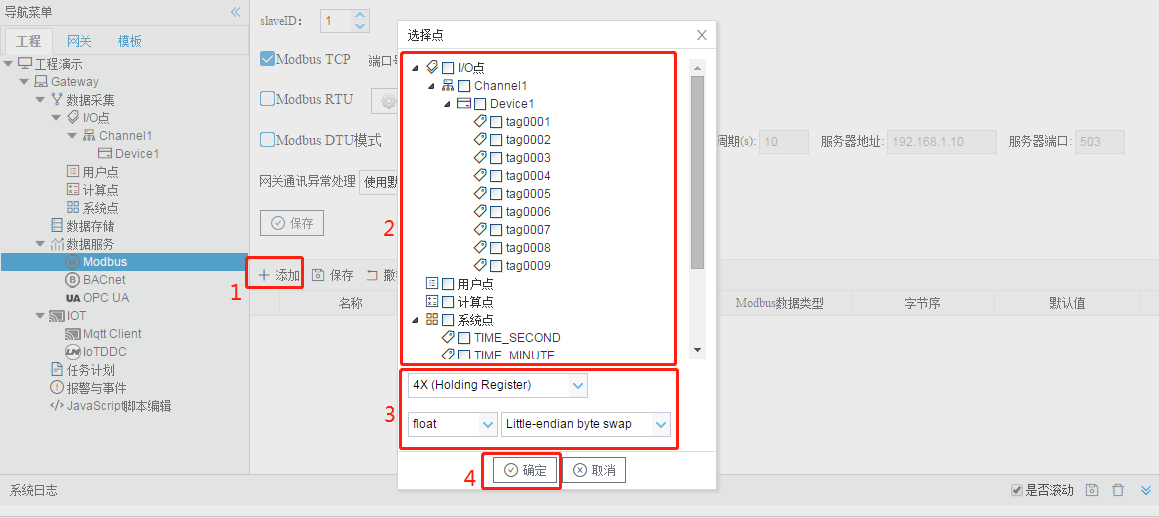 导航菜单
工程 网关 模板
工程演示
Gateway
数据采集
I/O点
Channel1
Device1
用户点
计算点
系统点
数据存储
数据服务
Modbus
BACnet
OPC UA
IOT
Mqtt Client
IoTDDC
任务计划
报警与事件
JavaScript脚本编辑
slaveID： 1
Modbus TCP 端口
Modbus RTU
Modbus DTU模式 周期(s): 10 服务器地址: 192.168.1.10 服务器端口: 503
网关通讯异常处理 使用默
保存
1 添加 保存 撤
名称 Modbus数据类型 字节序 默认值
选择点 X
2
I/O点
Channel1
Device1
tag0001
tag0002
tag0003
tag0004
tag0005
tag0006
tag0007
tag0008
tag0009
用户点
计算点
系统点
TIME_SECOND
TIME_MINUTE
3
4X (Holding Register)
float Little-endian byte swap
4 确定 取消
系统日志 是否滚动